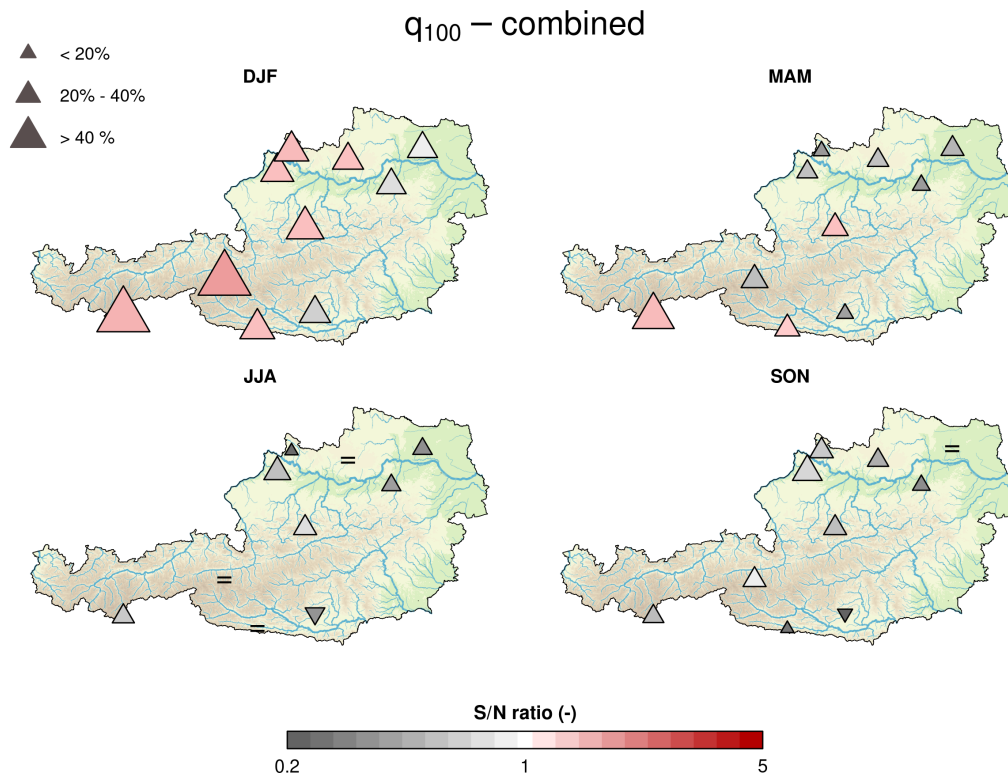 q₁₀₀ – combined
< 20%
20% - 40%
> 40 %
DJF
MAM
JJA
=
=
=
SON
=
S/N ratio (-)
0.2 1 5